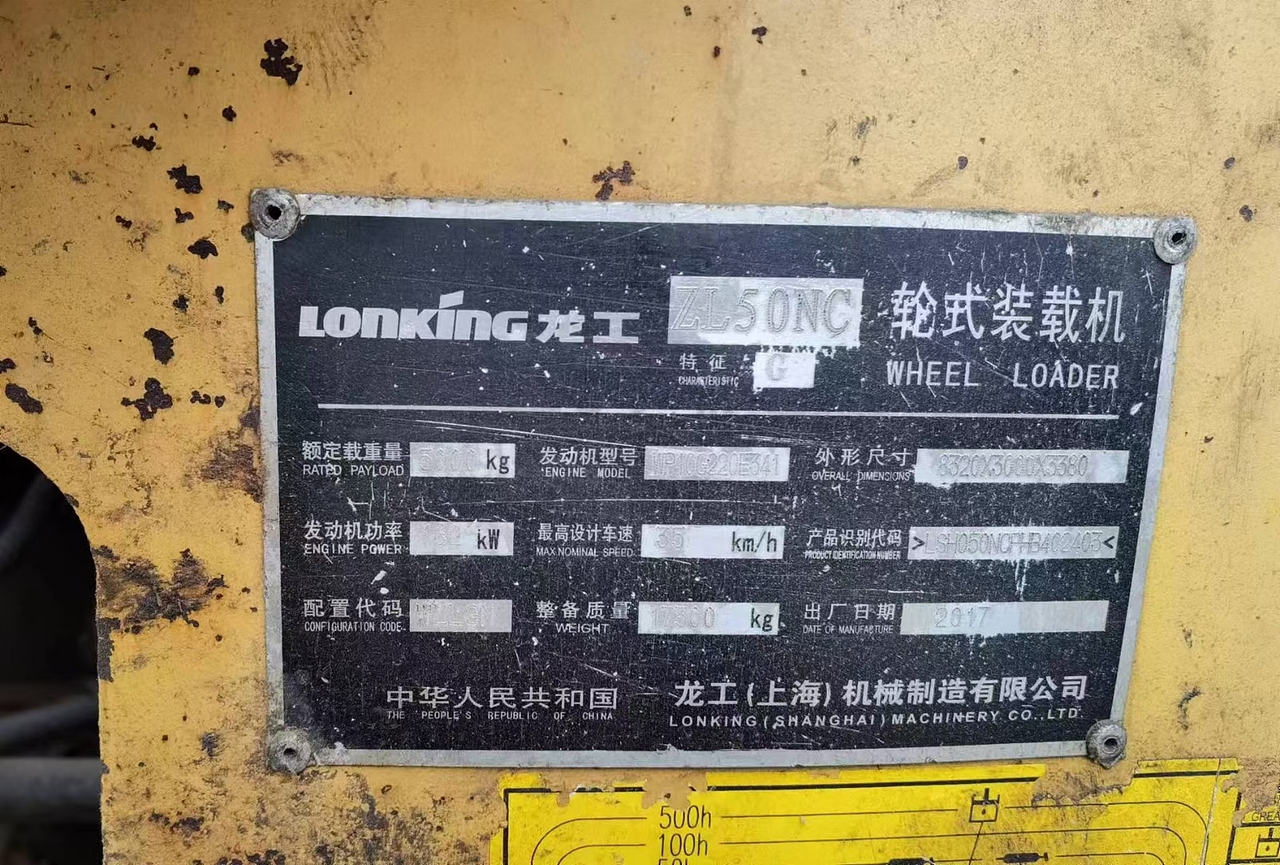 LONKING 龙工 ZL50NC 轮式装载机
特征 G
CHARACTERISTIC
WHEEL LOADER
额定载重量 5000 kg
RATED PAYLOAD
发动机型号
ENGINE MODEL
外形尺寸
OVERALL DIMENSIONS
发动机功率 kW
ENGINE POWER
最高设计车速 35 km/h
MAX NOMINAL SPEED
产品识别代码
PRODUCT IDENTIFICATION NUMBER
配置代码
CONFIGURATION CODE
整备质量 kg
WEIGHT
出厂日期 2017
DATE OF MANUFACTURE
中华人民共和国
THE PEOPLE'S REPUBLIC OF CHINA
龙工(上海)机械制造有限公司
LONKING(SHANGHAI)MACHINERY CO.,LTD.
500h
100h